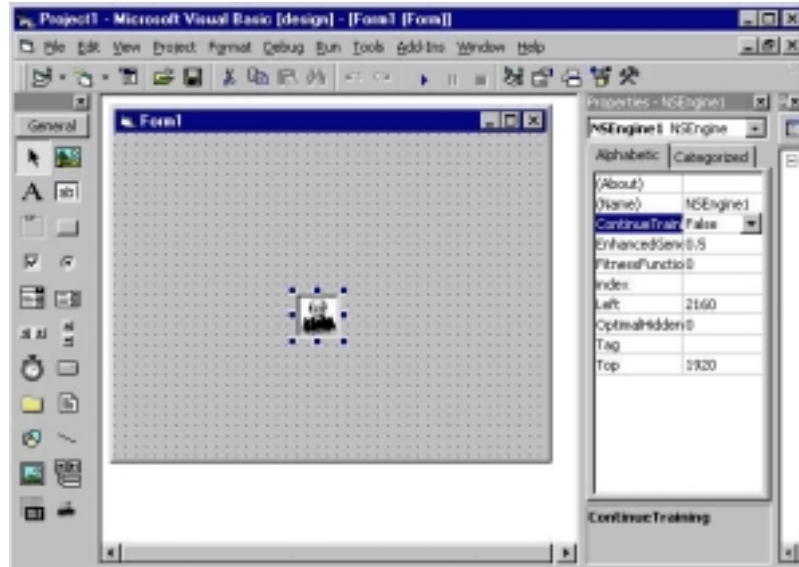 Project1 - Microsoft Visual Basic [design] - [Form1 (Form)]
File Edit View Project Format Debug Run Tools Add-Ins Window Help
General
Form1
Properties - NSEngine1
NSEngine1 NSEngine
Alphabetic Categorized
(About)
(Name) NSEngine1
ContinueTrain False
EnhancedGen 0.5
FitnessFunctio 0
Index
Left 2160
OptimalHidden 0
Tag
Top 1920
ContinueTraining